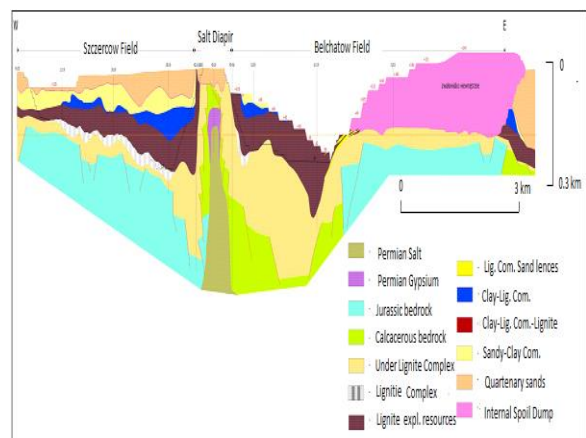 W
Szczercow Field
Salt Diapir
Belchatow Field
E
0
0.3 km
0
3 km
Permian Salt
Permian Gypsium
Jurassic bedrock
Calcacerous bedrock
Under Lignite Complex
Lignitie Complex
Lignite expl. resources
Lig. Com. Sand lences
Clay-Lig. Com.
Clay-Lig. Com.-Lignite
Sandy-Clay Com.
Quartenary sands
Internal Spoil Dump